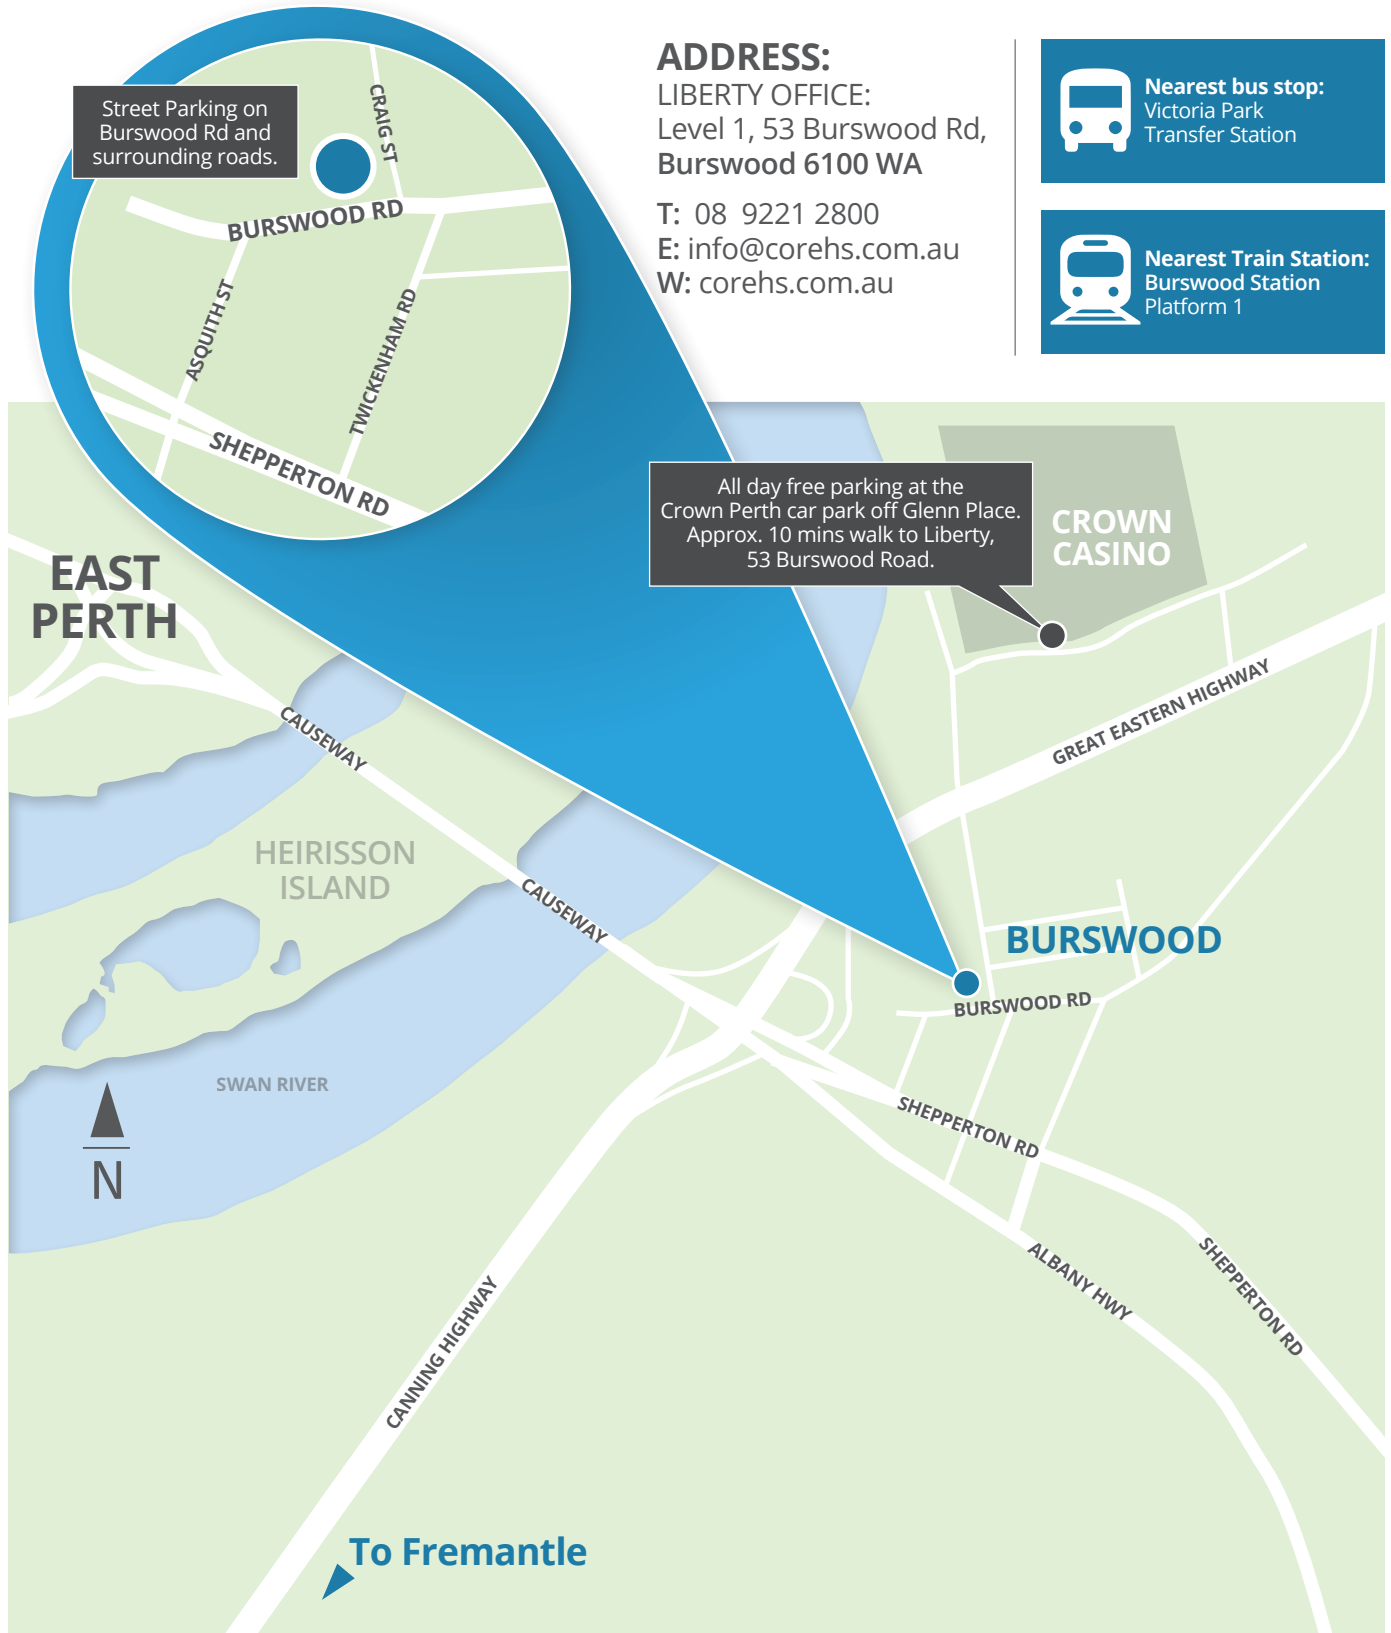 ADDRESS:
LIBERTY OFFICE:
Level 1, 53 Burswood Rd,
Burswood 6100 WA
T: 08 9221 2800
E: info@corehs.com.au
W: corehs.com.au
Nearest bus stop:
Victoria Park
Transfer Station
Nearest Train Station:
Burswood Station
Platform 1
Street Parking on
Burswood Rd and
surrounding roads.
CRAIG ST
BURSWOOD RD
ASQUITH ST
TWICKENHAM RD
SHEPPERTON RD
All day free parking at the
Crown Perth car park off Glenn Place.
Approx. 10 mins walk to Liberty,
53 Burswood Road.
CROWN
CASINO
EAST
PERTH
GREAT EASTERN HIGHWAY
CAUSEWAY
HEIRISSON
ISLAND
CAUSEWAY
BURSWOOD
BURSWOOD RD
SWAN RIVER
N
SHEPPERTON RD
ALBANY HWY
SHEPPERTON RD
CANNING HIGHWAY
To Fremantle